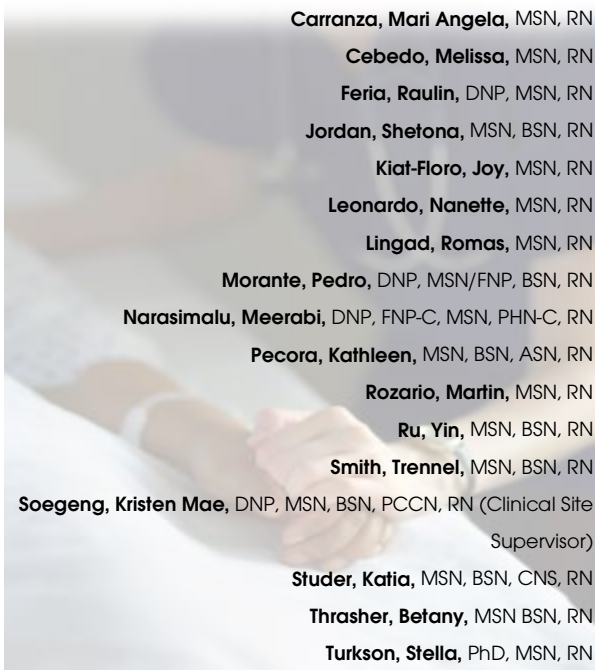 Carranza, Mari Angela, MSN, RN
Cebedo, Melissa, MSN, RN
Feria, Raulin, DNP, MSN, RN
Jordan, Shetona, MSN, BSN, RN
Kiat-Floro, Joy, MSN, RN
Leonardo, Nanette, MSN, RN
Lingad, Romas, MSN, RN
Morante, Pedro, DNP, MSN/FNP, BSN, RN
Narasimalu, Meerabi, DNP, FNP-C, MSN, PHN-C, RN
Pecora, Kathleen, MSN, BSN, ASN, RN
Rozario, Martin, MSN, RN
Ru, Yin, MSN, BSN, RN
Smith, Trennel, MSN, BSN, RN
Soegeng, Kristen Mae, DNP, MSN, BSN, PCCN, RN (Clinical Site
Supervisor)
Studer, Katia, MSN, BSN, CNS, RN
Thrasher, Betany, MSN BSN, RN
Turkson, Stella, PhD, MSN, RN